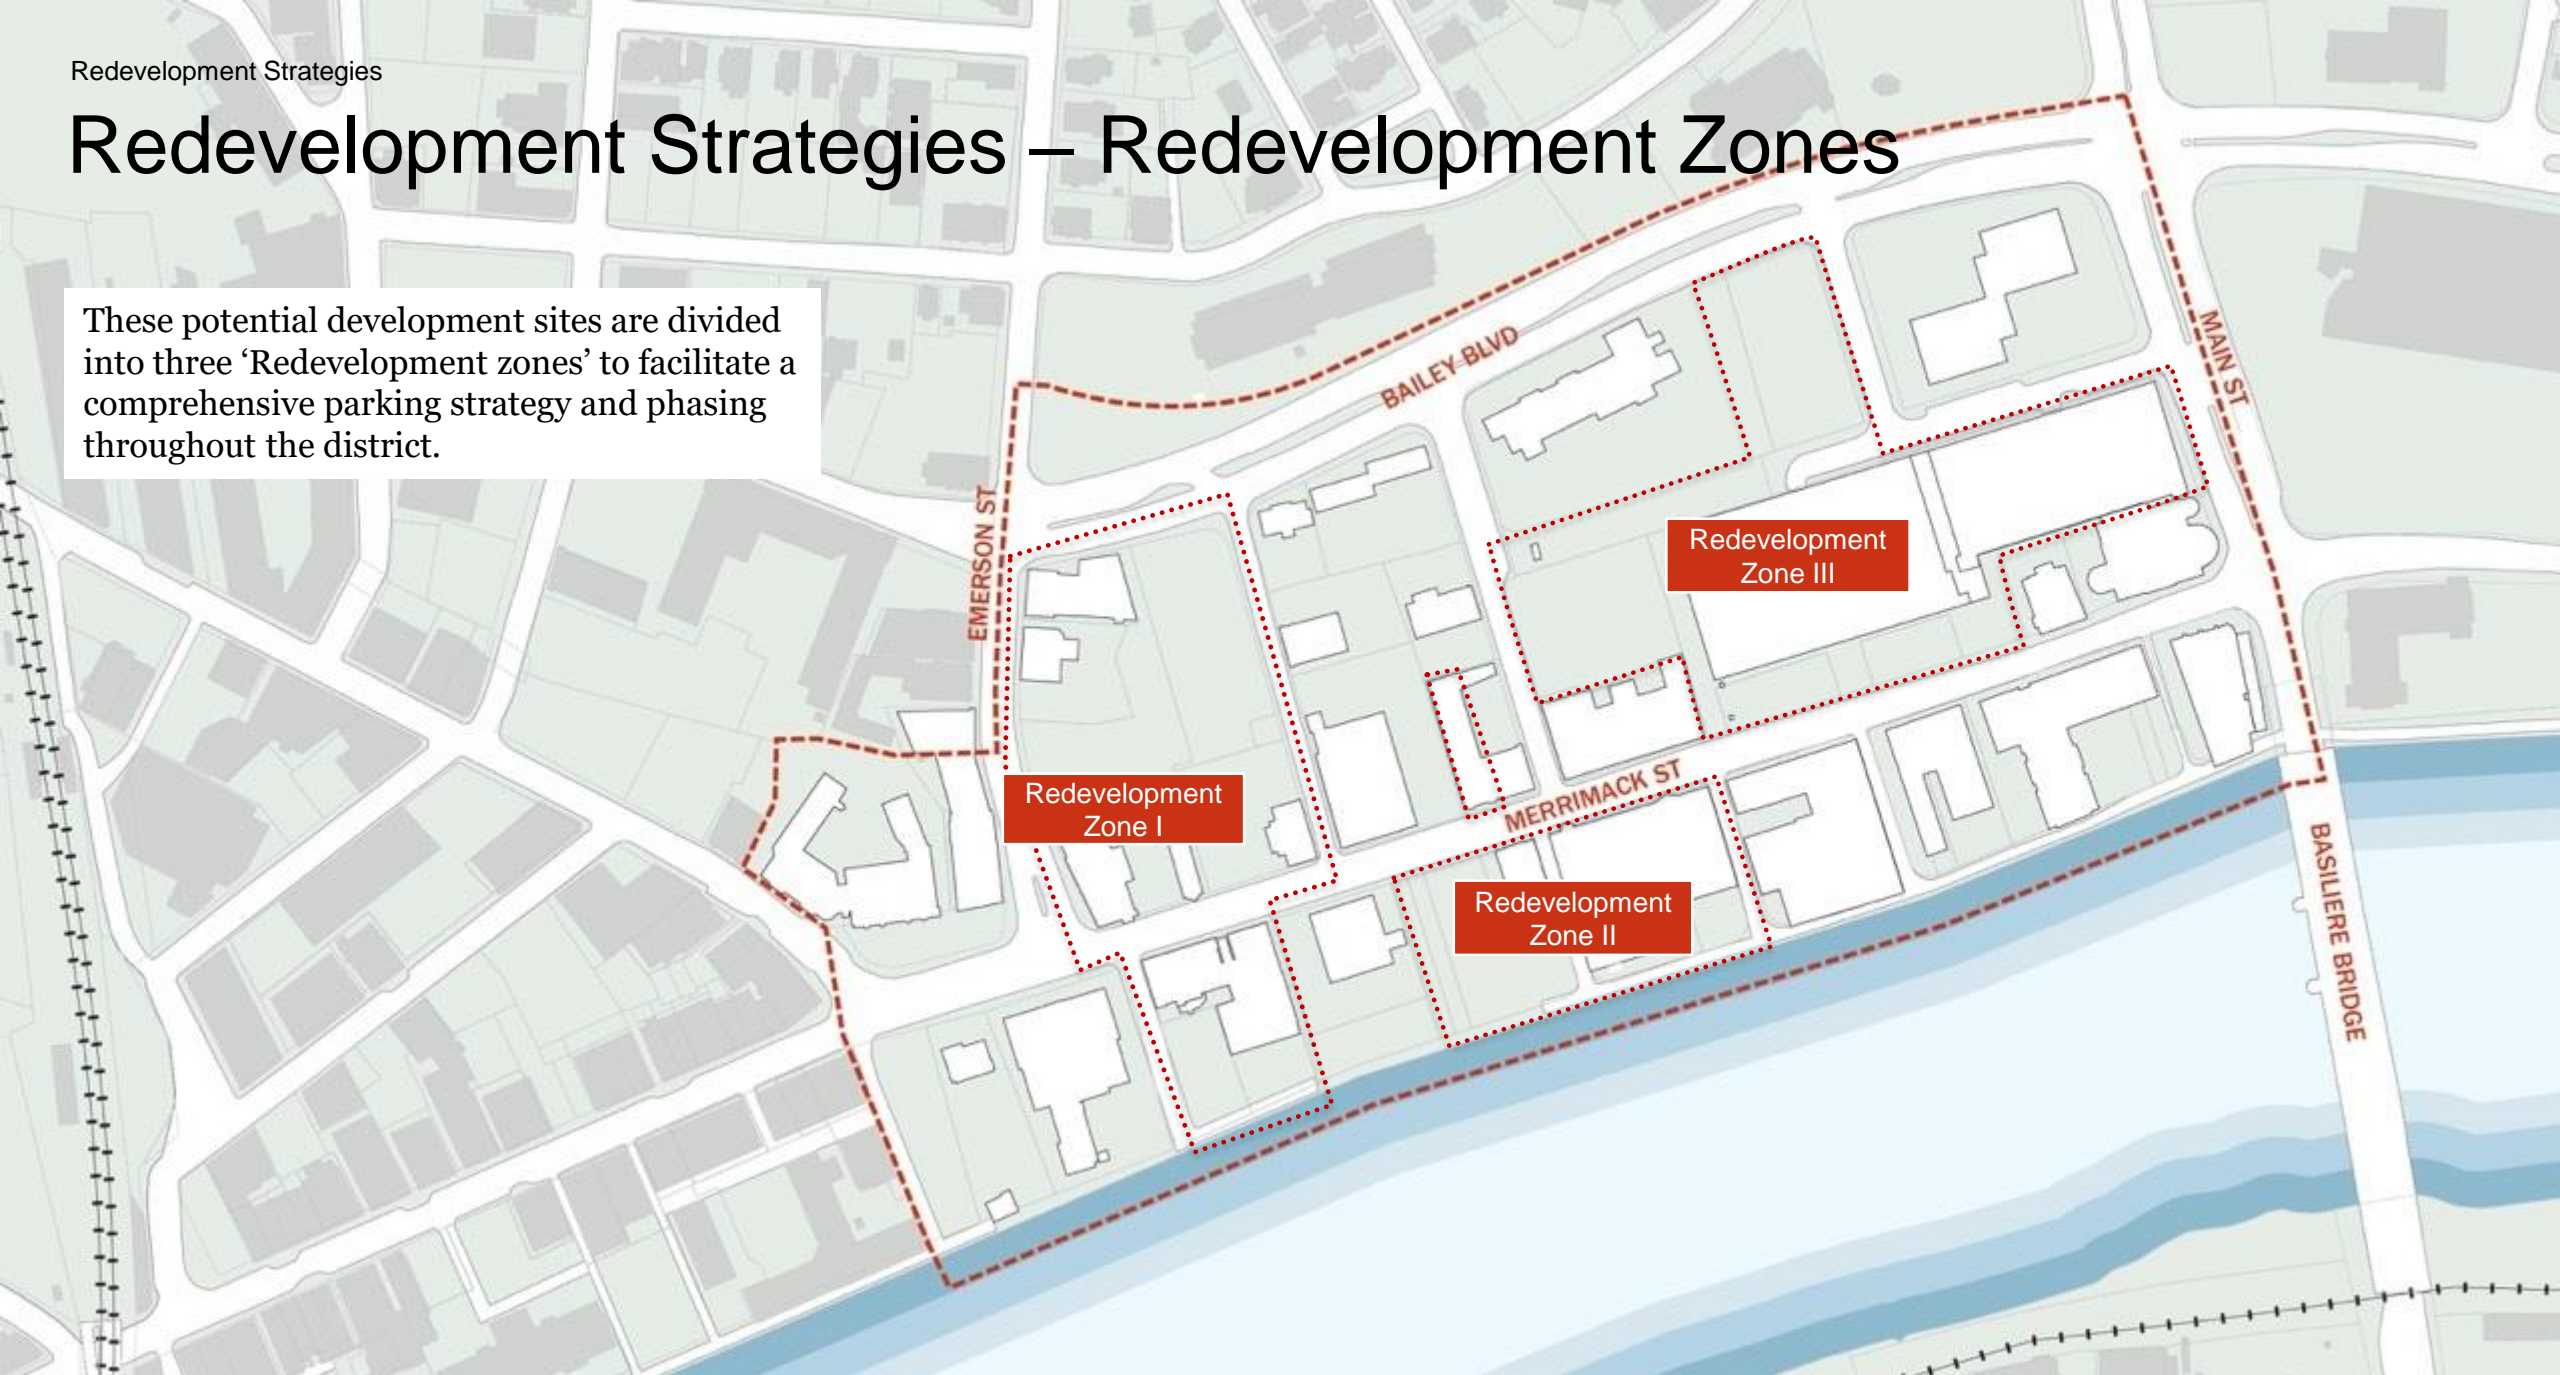 Redevelopment Strategies
Redevelopment Strategies – Redevelopment Zones
These potential development sites are divided
into three ‘Redevelopment zones’ to facilitate a
comprehensive parking strategy and phasing
throughout the district.
BAILEY BLVD
MAIN ST
EMERSON ST
Redevelopment
Zone III
Redevelopment
Zone I
MERRIMACK ST
Redevelopment
Zone II
BASILIERE BRIDGE